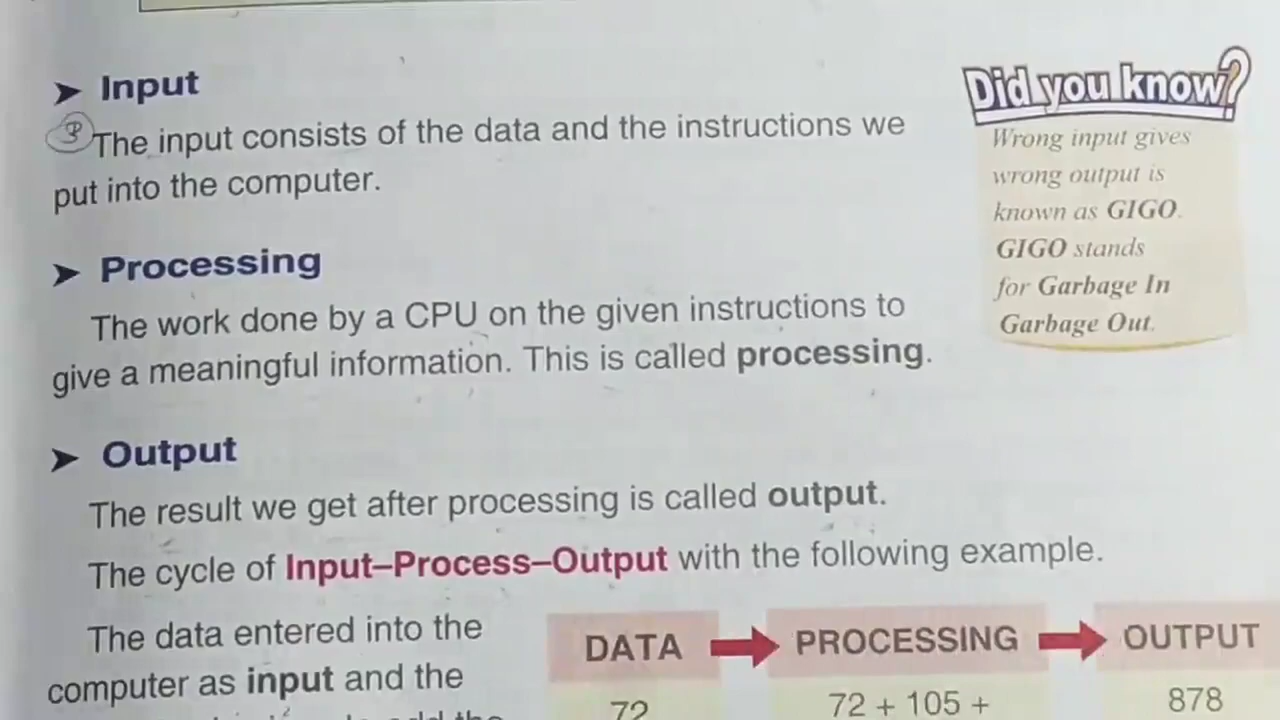 ➤ Input
The input consists of the data and the instructions we
put into the computer.
➤ Processing
The work done by a CPU on the given instructions to
give a meaningful information. This is called processing.
➤ Output
The result we get after processing is called output.
The cycle of Input–Process–Output with the following example.
The data entered into the
computer as input and the
Did you know?
Wrong input gives
wrong output is
known as GIGO.
GIGO stands
for Garbage In
Garbage Out.
DATA PROCESSING OUTPUT
72 72 + 105 + 878